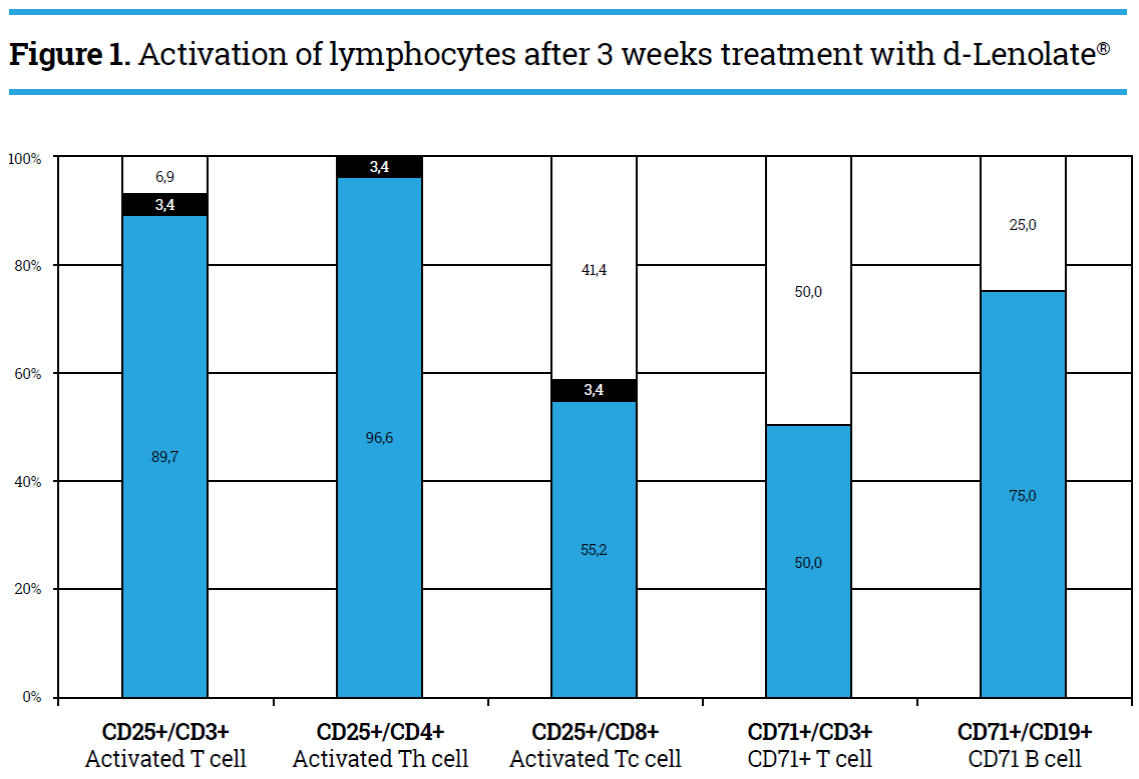 Figure 1. Activation of lymphocytes after 3 weeks treatment with d-Lenolate®
100%
80%
60%
40%
20%
0%
6,9
3,4
89,7
3,4
96,6
41,4
3,4
55,2
50,0
50,0
25,0
75,0
CD25+/CD3+
Activated T cell
CD25+/CD4+
Activated Th cell
CD25+/CD8+
Activated Tc cell
CD71+/CD3+
CD71+ T cell
CD71+/CD19+
CD71 B cell